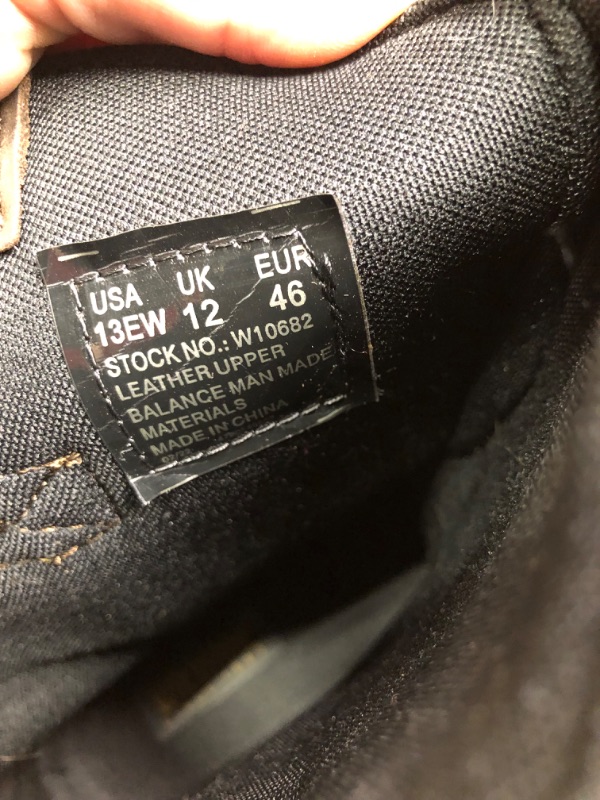 USA UK EUR
13EW 12 46
STOCK NO.: W10682
LEATHER UPPER
BALANCE MAN MADE
MATERIALS
MADE IN CHINA